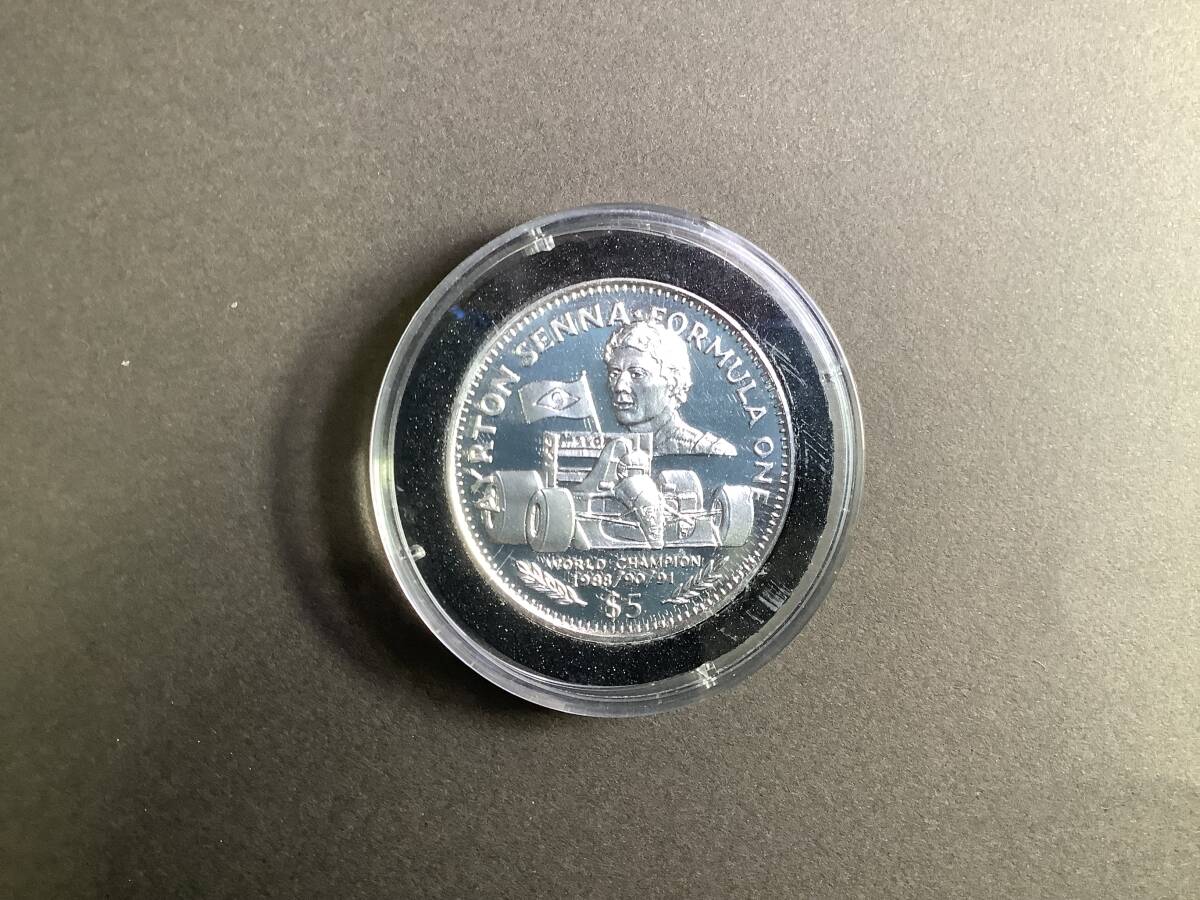 AYRTON SENNA • FORMULA ONE
WORLD CHAMPION
1988/90/91
$5